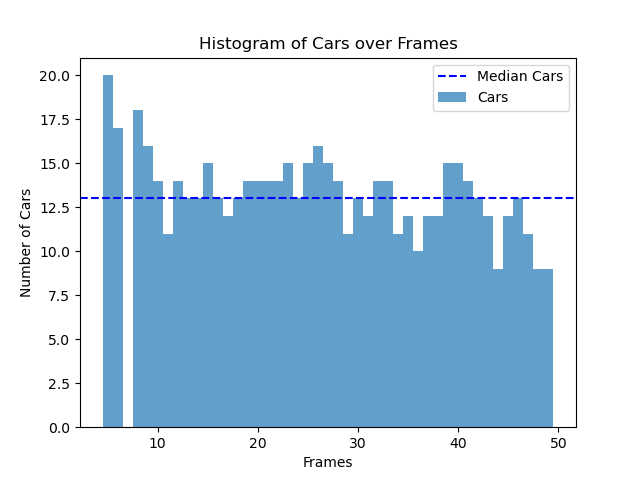 Histogram of Cars over Frames
Median Cars
Cars
20.0
17.5
15.0
12.5
10.0
7.5
5.0
2.5
0.0
Number of Cars
10 20 30 40 50
Frames